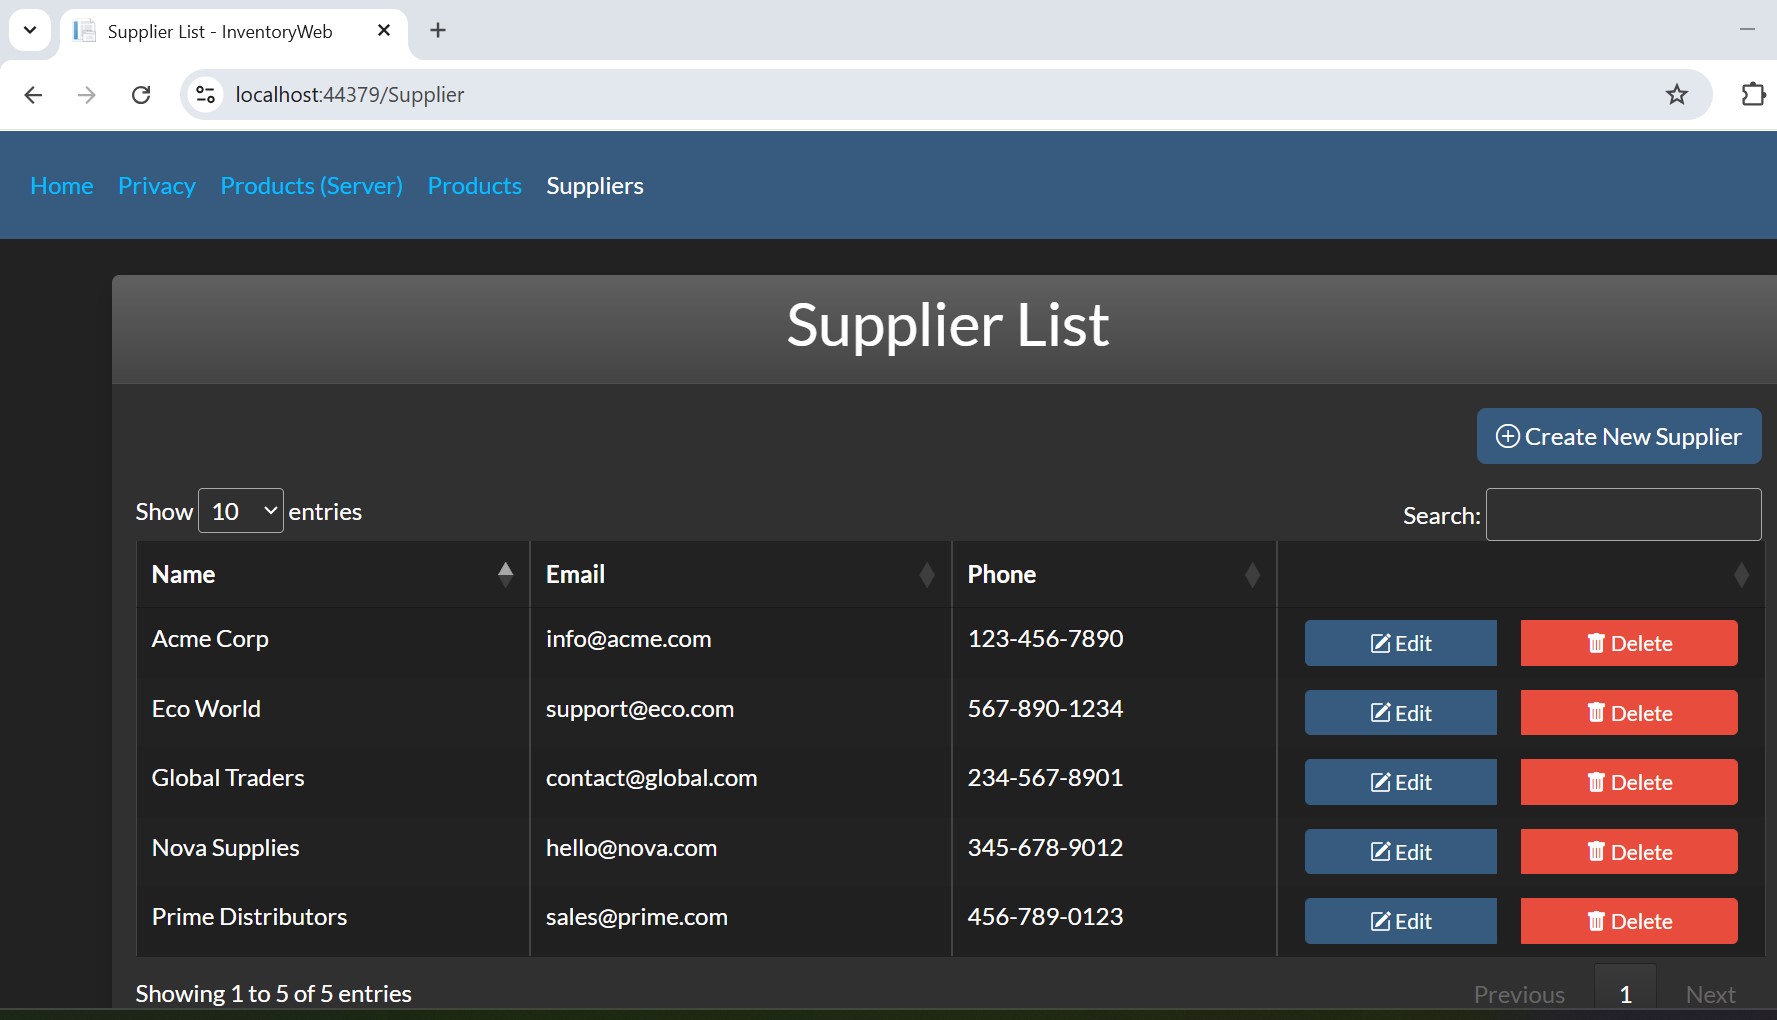 Supplier List - InventoryWeb
localhost:44379/Supplier
Home Privacy Products (Server) Products Suppliers
Supplier List
Create New Supplier
Show 10 entries Search:
Name Email Phone
Acme Corp info@acme.com 123-456-7890 Edit Delete
Eco World support@eco.com 567-890-1234 Edit Delete
Global Traders contact@global.com 234-567-8901 Edit Delete
Nova Supplies hello@nova.com 345-678-9012 Edit Delete
Prime Distributors sales@prime.com 456-789-0123 Edit Delete
Showing 1 to 5 of 5 entries Previous 1 Next